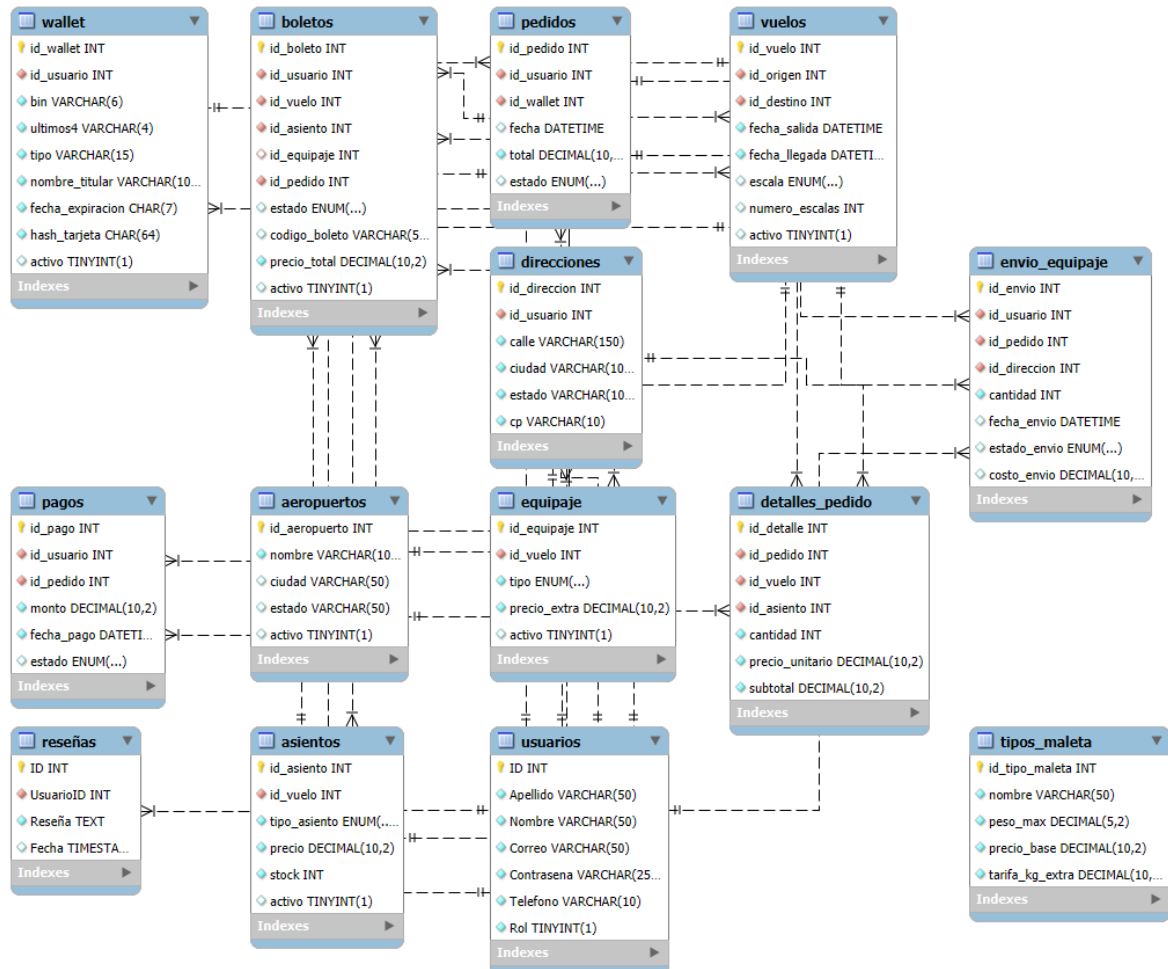 wallet
id_wallet INT
id_usuario INT
bin VARCHAR(6)
ultimos4 VARCHAR(4)
tipo VARCHAR(15)
nombre_titular VARCHAR(10...
fecha_expiracion CHAR(7)
hash_tarjeta CHAR(64)
activo TINYINT(1)
Indexes
boletos
id_boleto INT
id_usuario INT
id_vuelo INT
id_asiento INT
id_equipaje INT
id_pedido INT
estado ENUM(...)
codigo_boleto VARCHAR(5...
precio_total DECIMAL(10,2)
activo TINYINT(1)
Indexes
pedidos
id_pedido INT
id_usuario INT
id_wallet INT
fecha DATETIME
total DECIMAL(10,...
estado ENUM(...)
Indexes
vuelos
id_vuelo INT
id_origen INT
id_destino INT
fecha_salida DATETIME
fecha_llegada DATETI...
escala ENUM(...)
numero_escalas INT
activo TINYINT(1)
Indexes
direcciones
id_direccion INT
id_usuario INT
calle VARCHAR(150)
ciudad VARCHAR(10...
estado VARCHAR(10...
cp VARCHAR(10)
Indexes
envio_equipaje
id_envio INT
id_usuario INT
id_pedido INT
id_direccion INT
cantidad INT
fecha_envio DATETIME
estado_envio ENUM(...)
costo_envio DECIMAL(10,...
Indexes
pagos
id_pago INT
id_usuario INT
id_pedido INT
monto DECIMAL(10,2)
fecha_pago DATETI...
estado ENUM(...)
Indexes
aeropuertos
id_aeropuerto INT
nombre VARCHAR(10...
ciudad VARCHAR(50)
estado VARCHAR(50)
activo TINYINT(1)
Indexes
equipaje
id_equipaje INT
id_vuelo INT
tipo ENUM(...)
precio_extra DECIMAL(10,2)
activo TINYINT(1)
Indexes
detalles_pedido
id_detalle INT
id_pedido INT
id_vuelo INT
id_asiento INT
cantidad INT
precio_unitario DECIMAL(10,2)
subtotal DECIMAL(10,2)
Indexes
reseñas
ID INT
UsuarioID INT
Reseña TEXT
Fecha TIMESTA...
Indexes
asientos
id_asiento INT
id_vuelo INT
tipo_asiento ENUM(...
precio DECIMAL(10,2)
stock INT
activo TINYINT(1)
Indexes
usuarios
ID INT
Apellido VARCHAR(50)
Nombre VARCHAR(50)
Correo VARCHAR(50)
Contrasena VARCHAR(25...
Telefono VARCHAR(10)
Rol TINYINT(1)
Indexes
tipos_maleta
id_tipo_maleta INT
nombre VARCHAR(50)
peso_max DECIMAL(5,2)
precio_base DECIMAL(10,2)
tarifa_kg_extra DECIMAL(10,...
Indexes